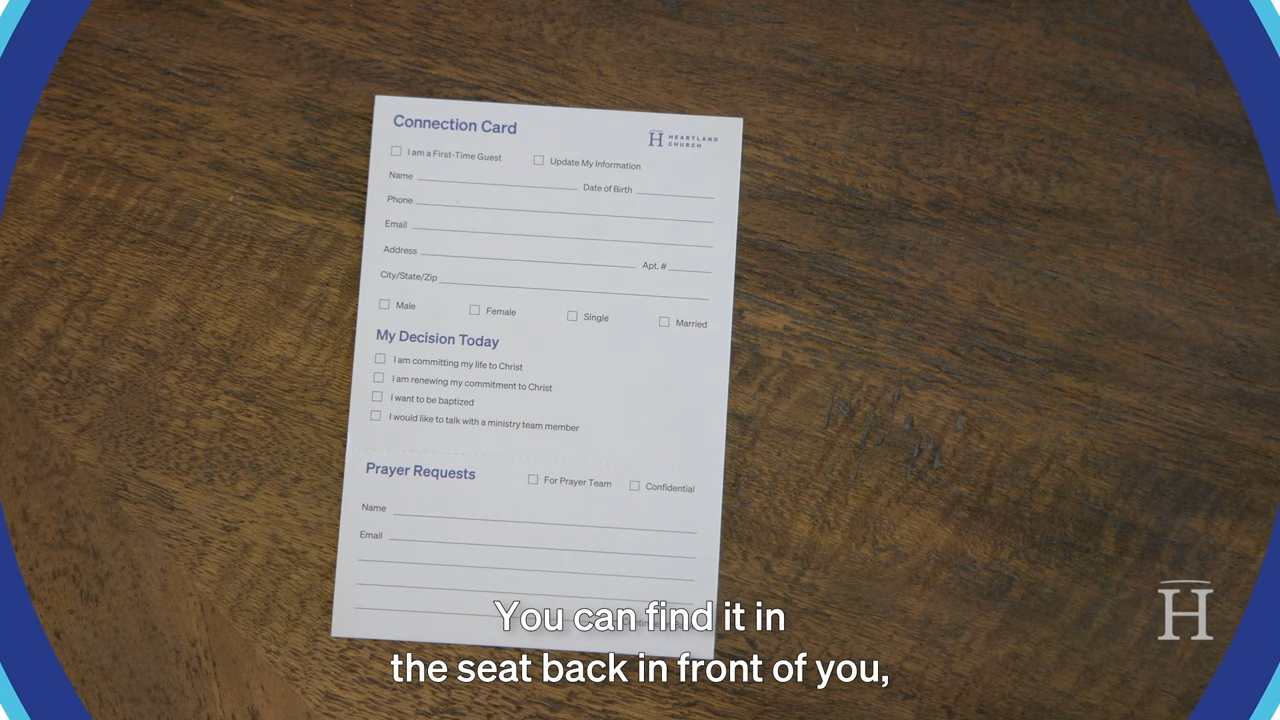 Connection Card
H HEARTLAND CHURCH
I am a First-Time Guest Update My Information
Name Date of Birth
Phone
Email
Address Apt. #
City/State/Zip
Male Female Single Married
My Decision Today
I am committing my life to Christ
I am renewing my commitment to Christ
I want to be baptized
I would like to talk with a ministry team member
Prayer Requests For Prayer Team Confidential
Name
Email
You can find it in
the seat back in front of you,
H